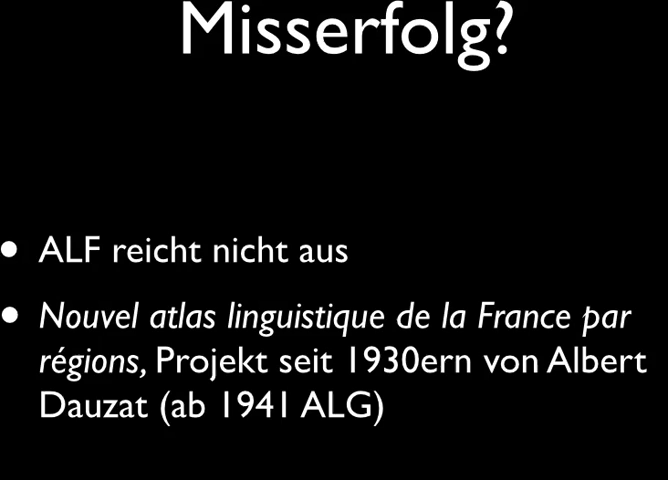 Misserfolg?
• ALF reicht nicht aus
• Nouvel atlas linguistique de la France par
régions, Projekt seit 1930ern von Albert
Dauzat (ab 1941 ALG)